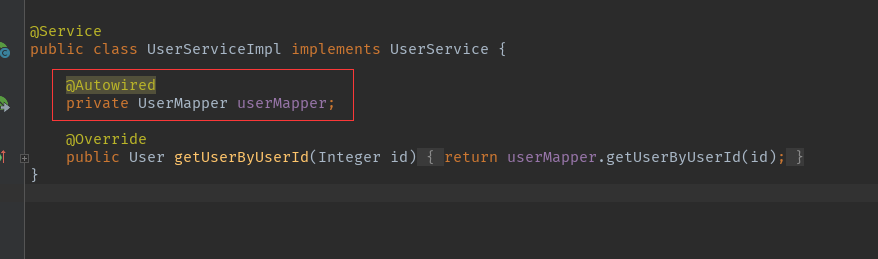 @Service
public class UserServiceImpl implements UserService {
@Autowired
private UserMapper userMapper;
@Override
public User getUserByUserId(Integer id) { return userMapper.getUserByUserId(id); }
}